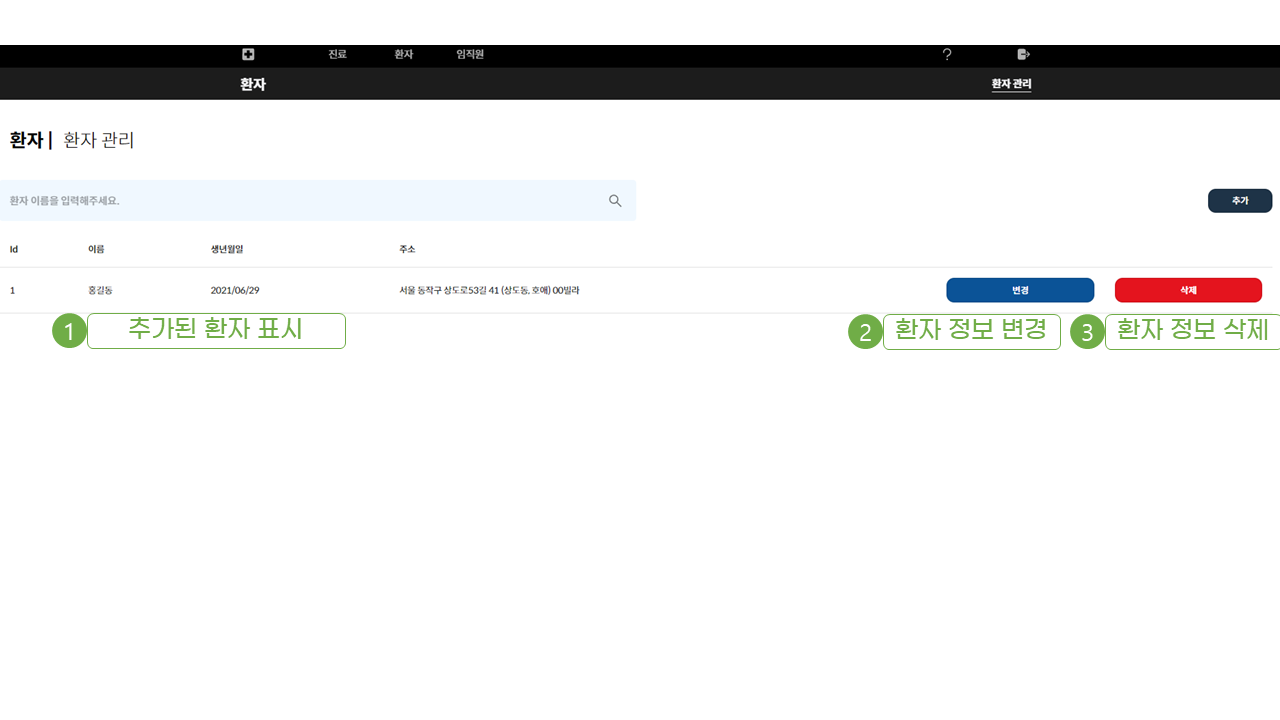 진료 환자 임직원 ?
환자 환자 관리
환자 | 환자 관리
환자 이름을 입력해주세요. 추가
Id 이름 생년월일 주소
1 홍길동 2021/06/29 서울 동작구 상도로53길 41 (상도동, 호애) 00빌라 변경 삭제
1 추가된 환자 표시 2 환자 정보 변경 3 환자 정보 삭제